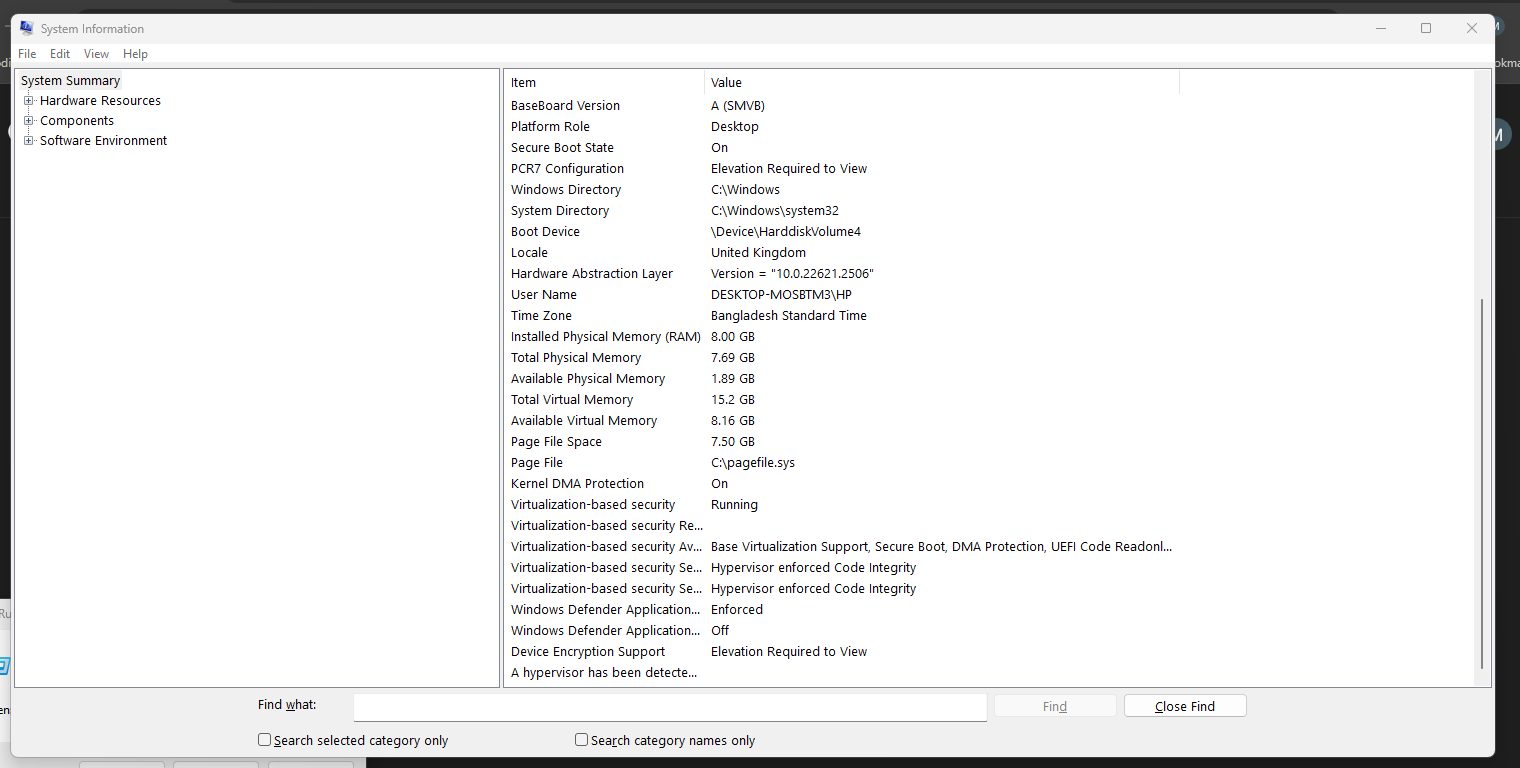 System Information
File Edit View Help
System Summary
Hardware Resources
Components
Software Environment
Item Value
BaseBoard Version A (SMVB)
Platform Role Desktop
Secure Boot State On
PCR7 Configuration Elevation Required to View
Windows Directory C:\Windows
System Directory C:\Windows\system32
Boot Device \Device\HarddiskVolume4
Locale United Kingdom
Hardware Abstraction Layer Version = "10.0.22621.2506"
User Name DESKTOP-MOSBTM3\HP
Time Zone Bangladesh Standard Time
Installed Physical Memory (RAM) 8.00 GB
Total Physical Memory 7.69 GB
Available Physical Memory 1.89 GB
Total Virtual Memory 15.2 GB
Available Virtual Memory 8.16 GB
Page File Space 7.50 GB
Page File C:\pagefile.sys
Kernel DMA Protection On
Virtualization-based security Running
Virtualization-based security Re...
Virtualization-based security Av... Base Virtualization Support, Secure Boot, DMA Protection, UEFI Code Readonl...
Virtualization-based security Se... Hypervisor enforced Code Integrity
Virtualization-based security Se... Hypervisor enforced Code Integrity
Windows Defender Application... Enforced
Windows Defender Application... Off
Device Encryption Support Elevation Required to View
A hypervisor has been detecte...
Find what: Find Close Find
Search selected category only Search category names only